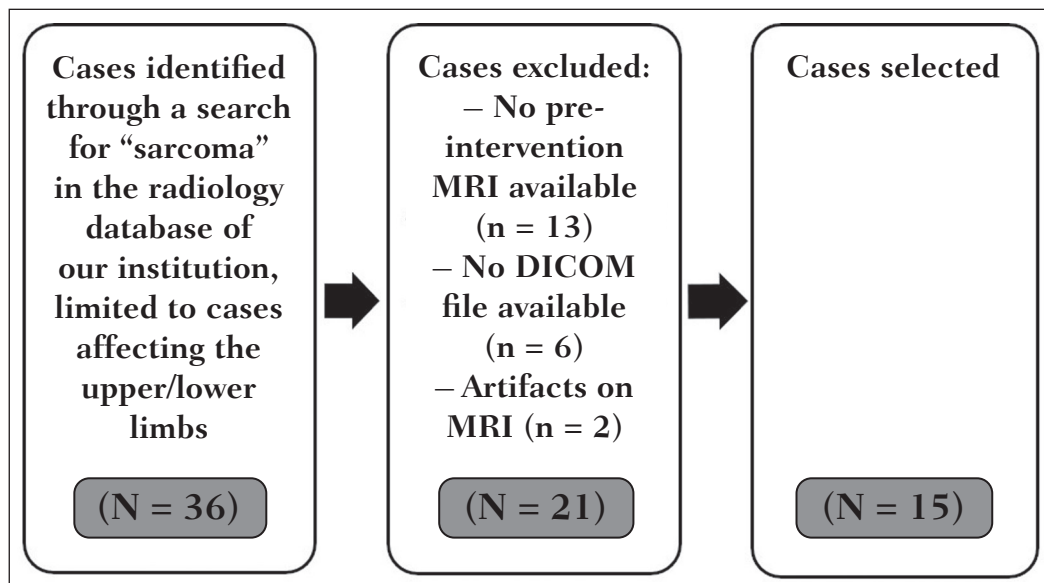 Cases identified
through a search
for “sarcoma”
in the radiology
database of
our institution,
limited to cases
affecting the
upper/lower
limbs
(N = 36)
Cases excluded:
– No pre-
intervention
MRI available
(n = 13)
– No DICOM
file available
(n = 6)
– Artifacts on
MRI (n = 2)
(N = 21)
Cases selected
(N = 15)